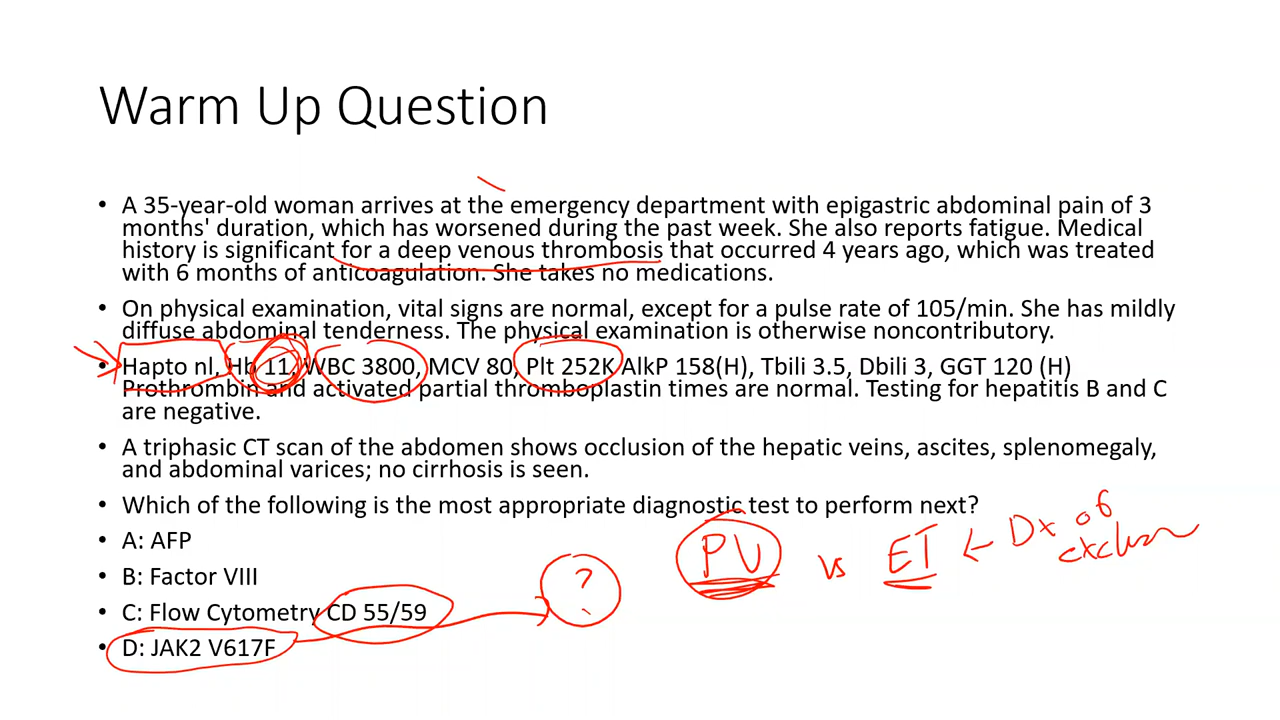 Warm Up Question
• A 35-year-old woman arrives at the emergency department with epigastric abdominal pain of 3
months' duration, which has worsened during the past week. She also reports fatigue. Medical
history is significant for a deep venous thrombosis that occurred 4 years ago, which was treated
with 6 months of anticoagulation. She takes no medications.
• On physical examination, vital signs are normal, except for a pulse rate of 105/min. She has mildly
diffuse abdominal tenderness. The physical examination is otherwise noncontributory.
• Hapto nl, Hb 11, WBC 3800, MCV 80, Plt 252K AlkP 158(H), Tbili 3.5, Dbili 3, GGT 120 (H)
Prothrombin and activated partial thromboplastin times are normal. Testing for hepatitis B and C
are negative.
• A triphasic CT scan of the abdomen shows occlusion of the hepatic veins, ascites, splenomegaly,
and abdominal varices; no cirrhosis is seen.
• Which of the following is the most appropriate diagnostic test to perform next?
• A: AFP
• B: Factor VIII
• C: Flow Cytometry CD 55/59
• D: JAK2 V617F
?
PV vs ET ← Dx of